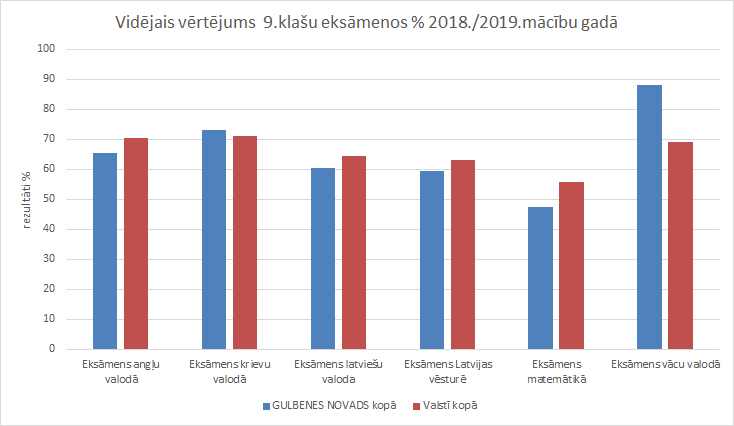 Vidējais vērtējums 9.klašu eksāmenos % 2018./2019.mācību gadā
rezultāti %
100
90
80
70
60
50
40
30
20
10
0
Eksāmens angļu
valodā
Eksāmens krievu
valodā
Eksāmens latviešu
valoda
Eksāmens Latvijas
vēsturē
Eksāmens
matemātikā
Eksāmens vācu valodā
GULBENES NOVADS kopā
Valstī kopā